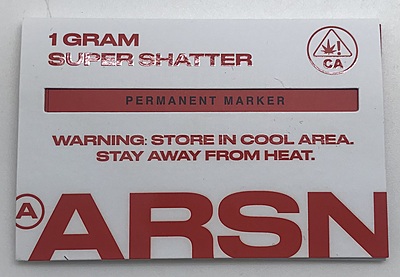 1 GRAM
SUPER SHATTER
! CA
PERMANENT MARKER
WARNING: STORE IN COOL AREA.
STAY AWAY FROM HEAT.
A ARSN